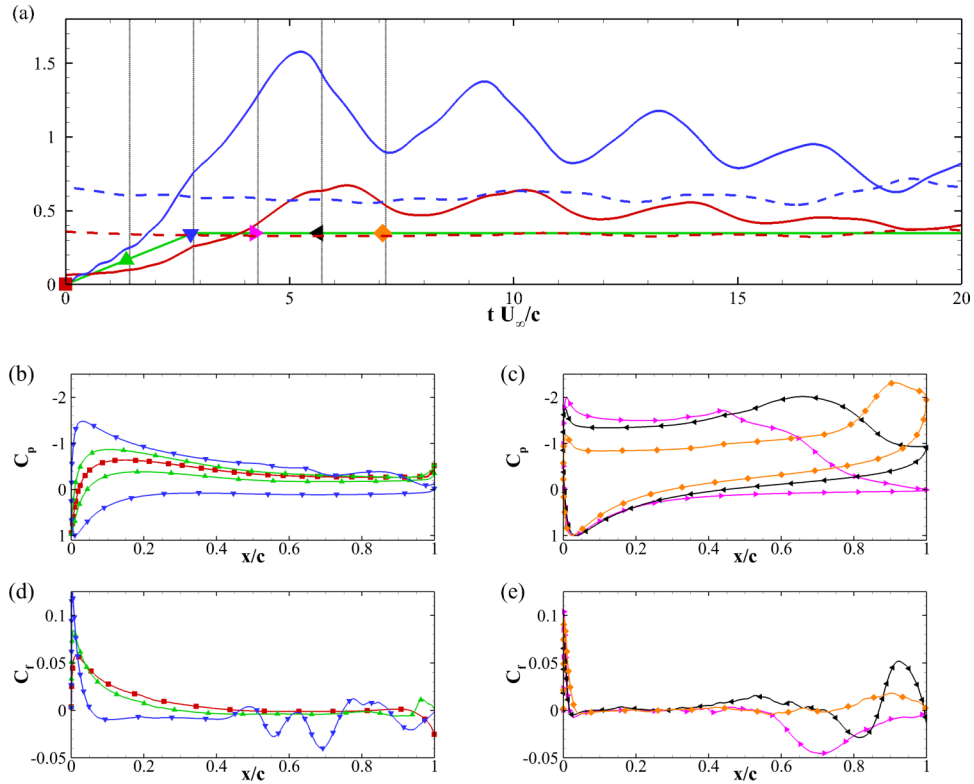 (a)
1.5
1
0.5
0
0 5 10 15 20
t U∞/c
(b) (c)
-2 -2
-1 -1
Cp Cp
0 0
1 1
0 0.2 0.4 0.6 0.8 1 0 0.2 0.4 0.6 0.8 1
x/c x/c
(d) (e)
0.1 0.1
0.05 0.05
Cf Cf
0 0
-0.05 -0.05
0 0.2 0.4 0.6 0.8 1 0 0.2 0.4 0.6 0.8 1
x/c x/c